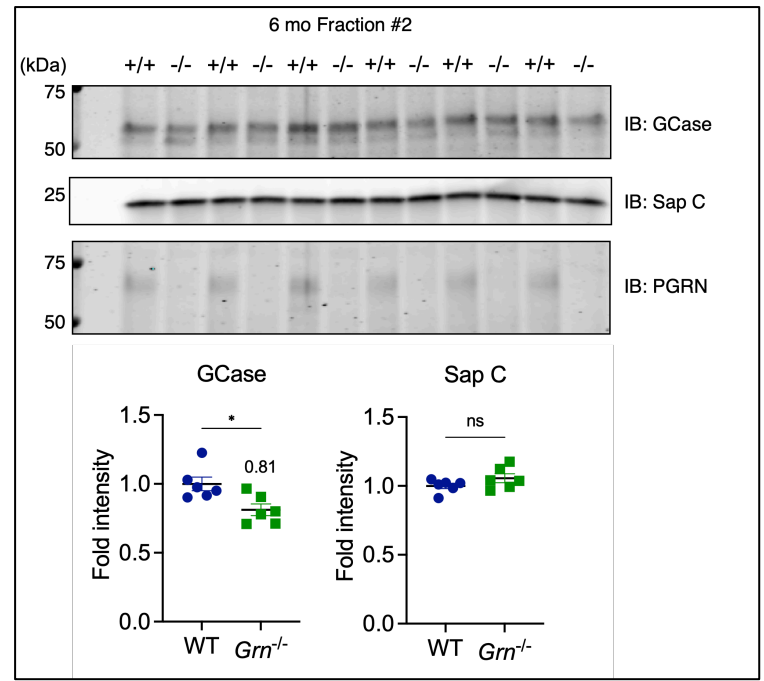 6 mo Fraction #2
(kDa) +/+ -/- +/+ -/- +/+ -/- +/+ -/- +/+ -/- +/+ -/-
75
50
IB: GCase
25
IB: Sap C
75
50
IB: PGRN
GCase
1.5
1.0
0.5
0.0
Fold intensity
*
0.81
WT Grn-/-
Sap C
1.5
1.0
0.5
0.0
Fold intensity
ns
WT Grn-/-